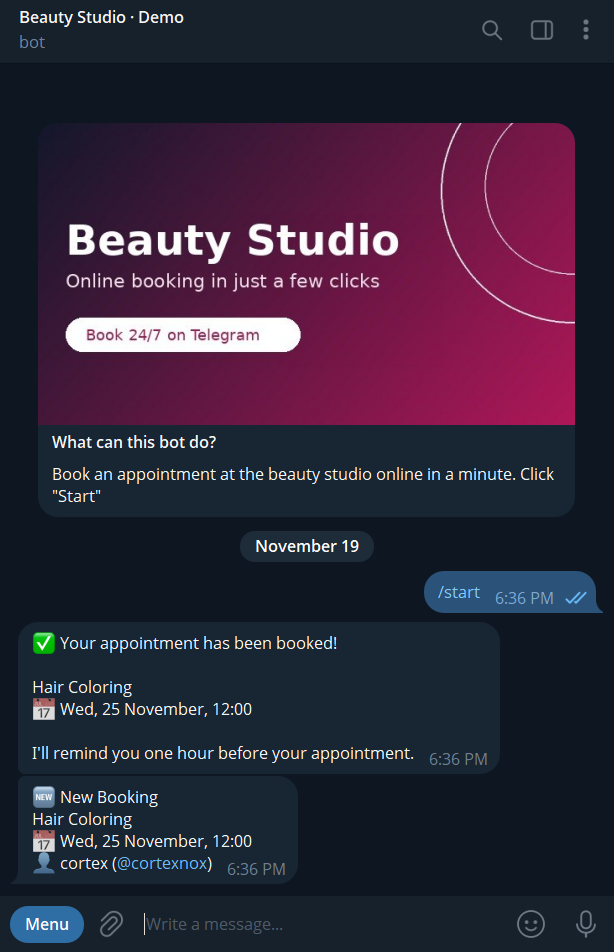 Beauty Studio · Demo
bot
Beauty Studio
Online booking in just a few clicks
Book 24/7 on Telegram
What can this bot do?
Book an appointment at the beauty studio online in a minute. Click
"Start"
November 19
/start 6:36 PM
✅ Your appointment has been booked!
Hair Coloring
📅 Wed, 25 November, 12:00
I'll remind you one hour before your appointment. 6:36 PM
🆕 New Booking
Hair Coloring
📅 Wed, 25 November, 12:00
👤 cortex (@cortexnox) 6:36 PM
Menu
Write a message...